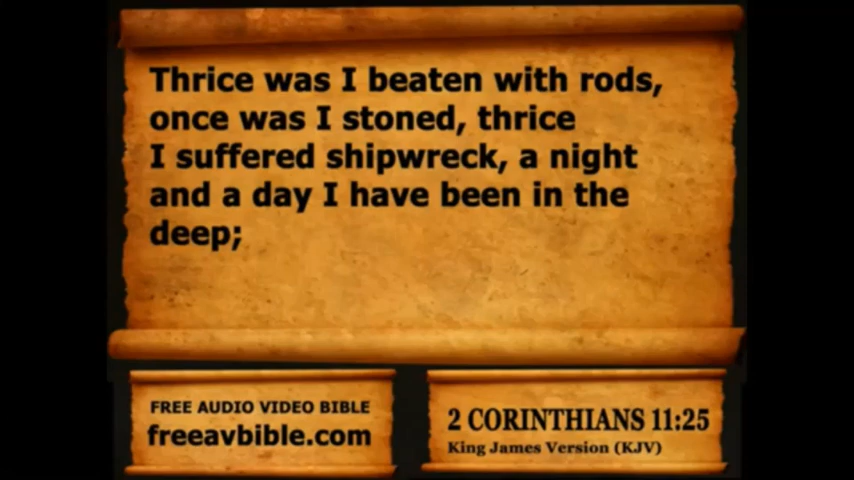 Thrice was I beaten with rods,
once was I stoned, thrice
I suffered shipwreck, a night
and a day I have been in the
deep;
FREE AUDIO VIDEO BIBLE
freeavbible.com
2 CORINTHIANS 11:25
King James Version (KJV)